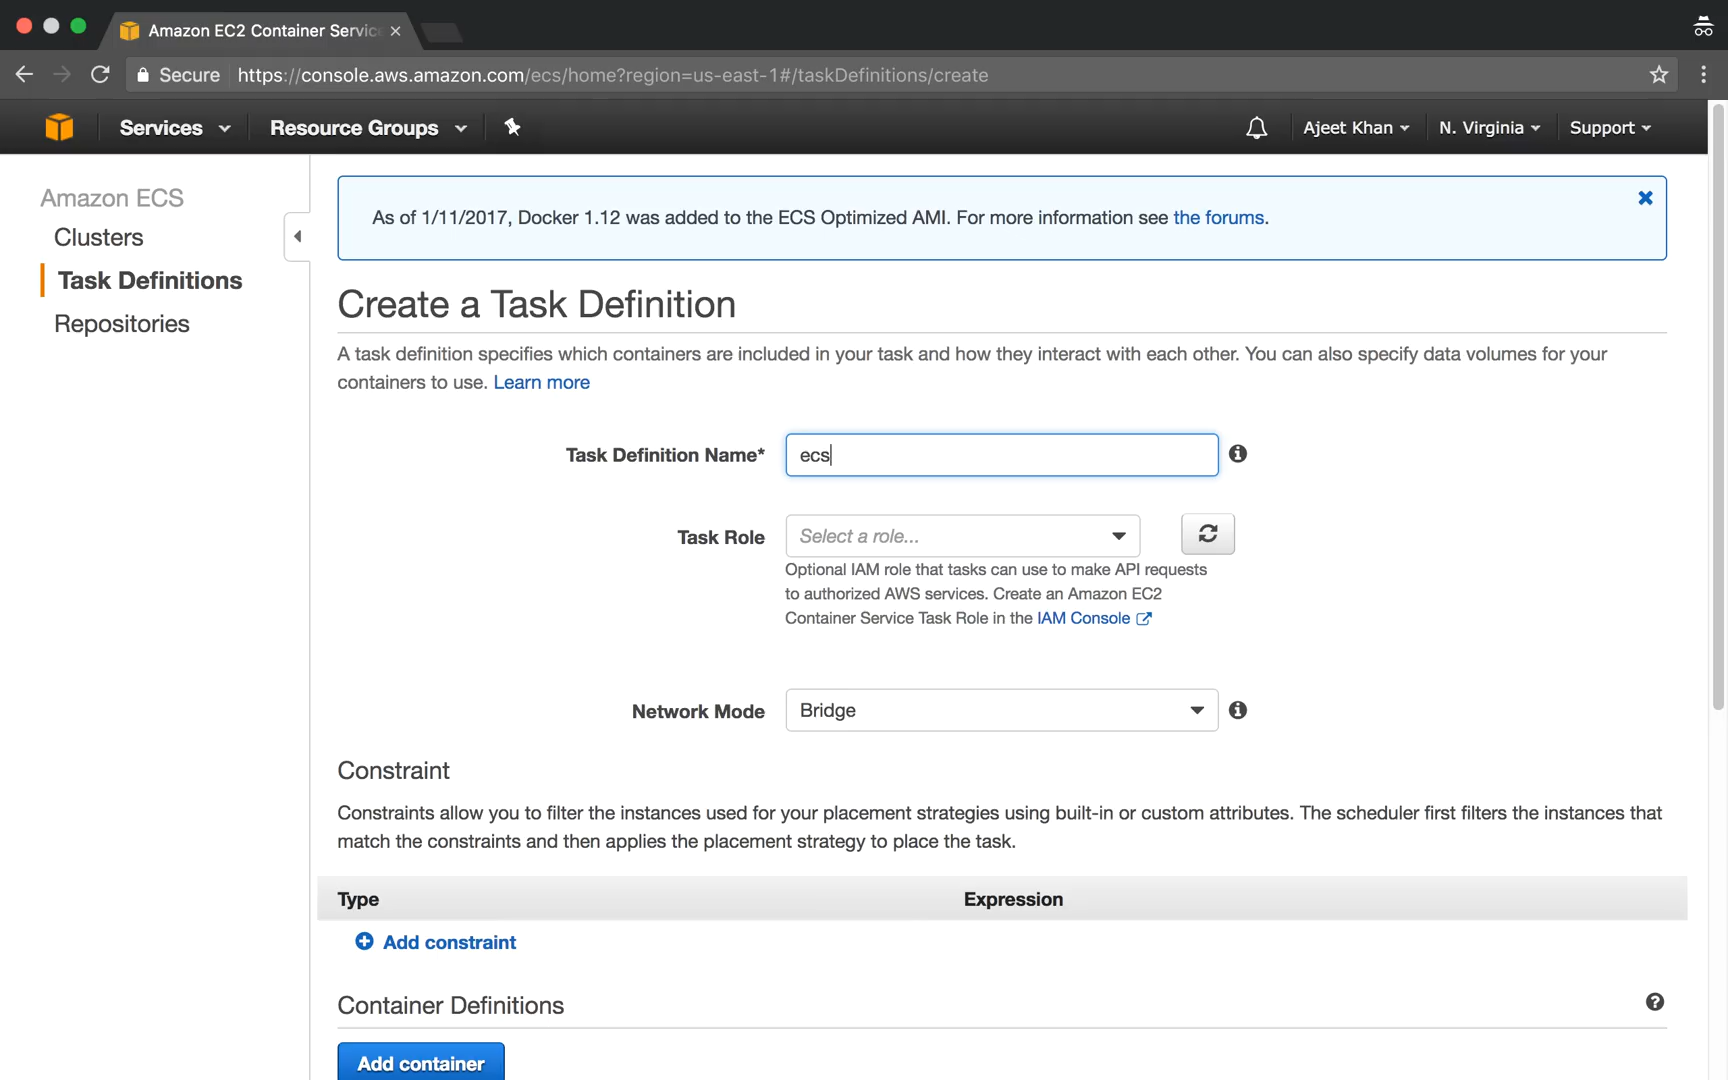 Amazon EC2 Container Servic
Secure https://console.aws.amazon.com/ecs/home?region=us-east-1#/taskDefinitions/create
Services Resource Groups Ajeet Khan N. Virginia Support
Amazon ECS
Clusters
Task Definitions
Repositories
As of 1/11/2017, Docker 1.12 was added to the ECS Optimized AMI. For more information see the forums.
Create a Task Definition
A task definition specifies which containers are included in your task and how they interact with each other. You can also specify data volumes for your
containers to use. Learn more
Task Definition Name* ecs
Task Role Select a role...
Optional IAM role that tasks can use to make API requests
to authorized AWS services. Create an Amazon EC2
Container Service Task Role in the IAM Console
Network Mode Bridge
Constraint
Constraints allow you to filter the instances used for your placement strategies using built-in or custom attributes. The scheduler first filters the instances that
match the constraints and then applies the placement strategy to place the task.
Type Expression
Add constraint
Container Definitions
Add container